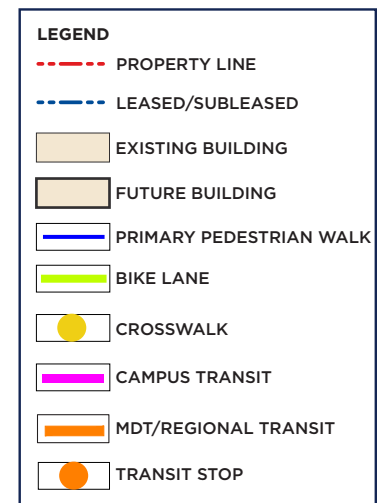 LEGEND
PROPERTY LINE
LEASED/SUBLEASED
EXISTING BUILDING
FUTURE BUILDING
PRIMARY PEDESTRIAN WALK
BIKE LANE
CROSSWALK
CAMPUS TRANSIT
MDT/REGIONAL TRANSIT
TRANSIT STOP